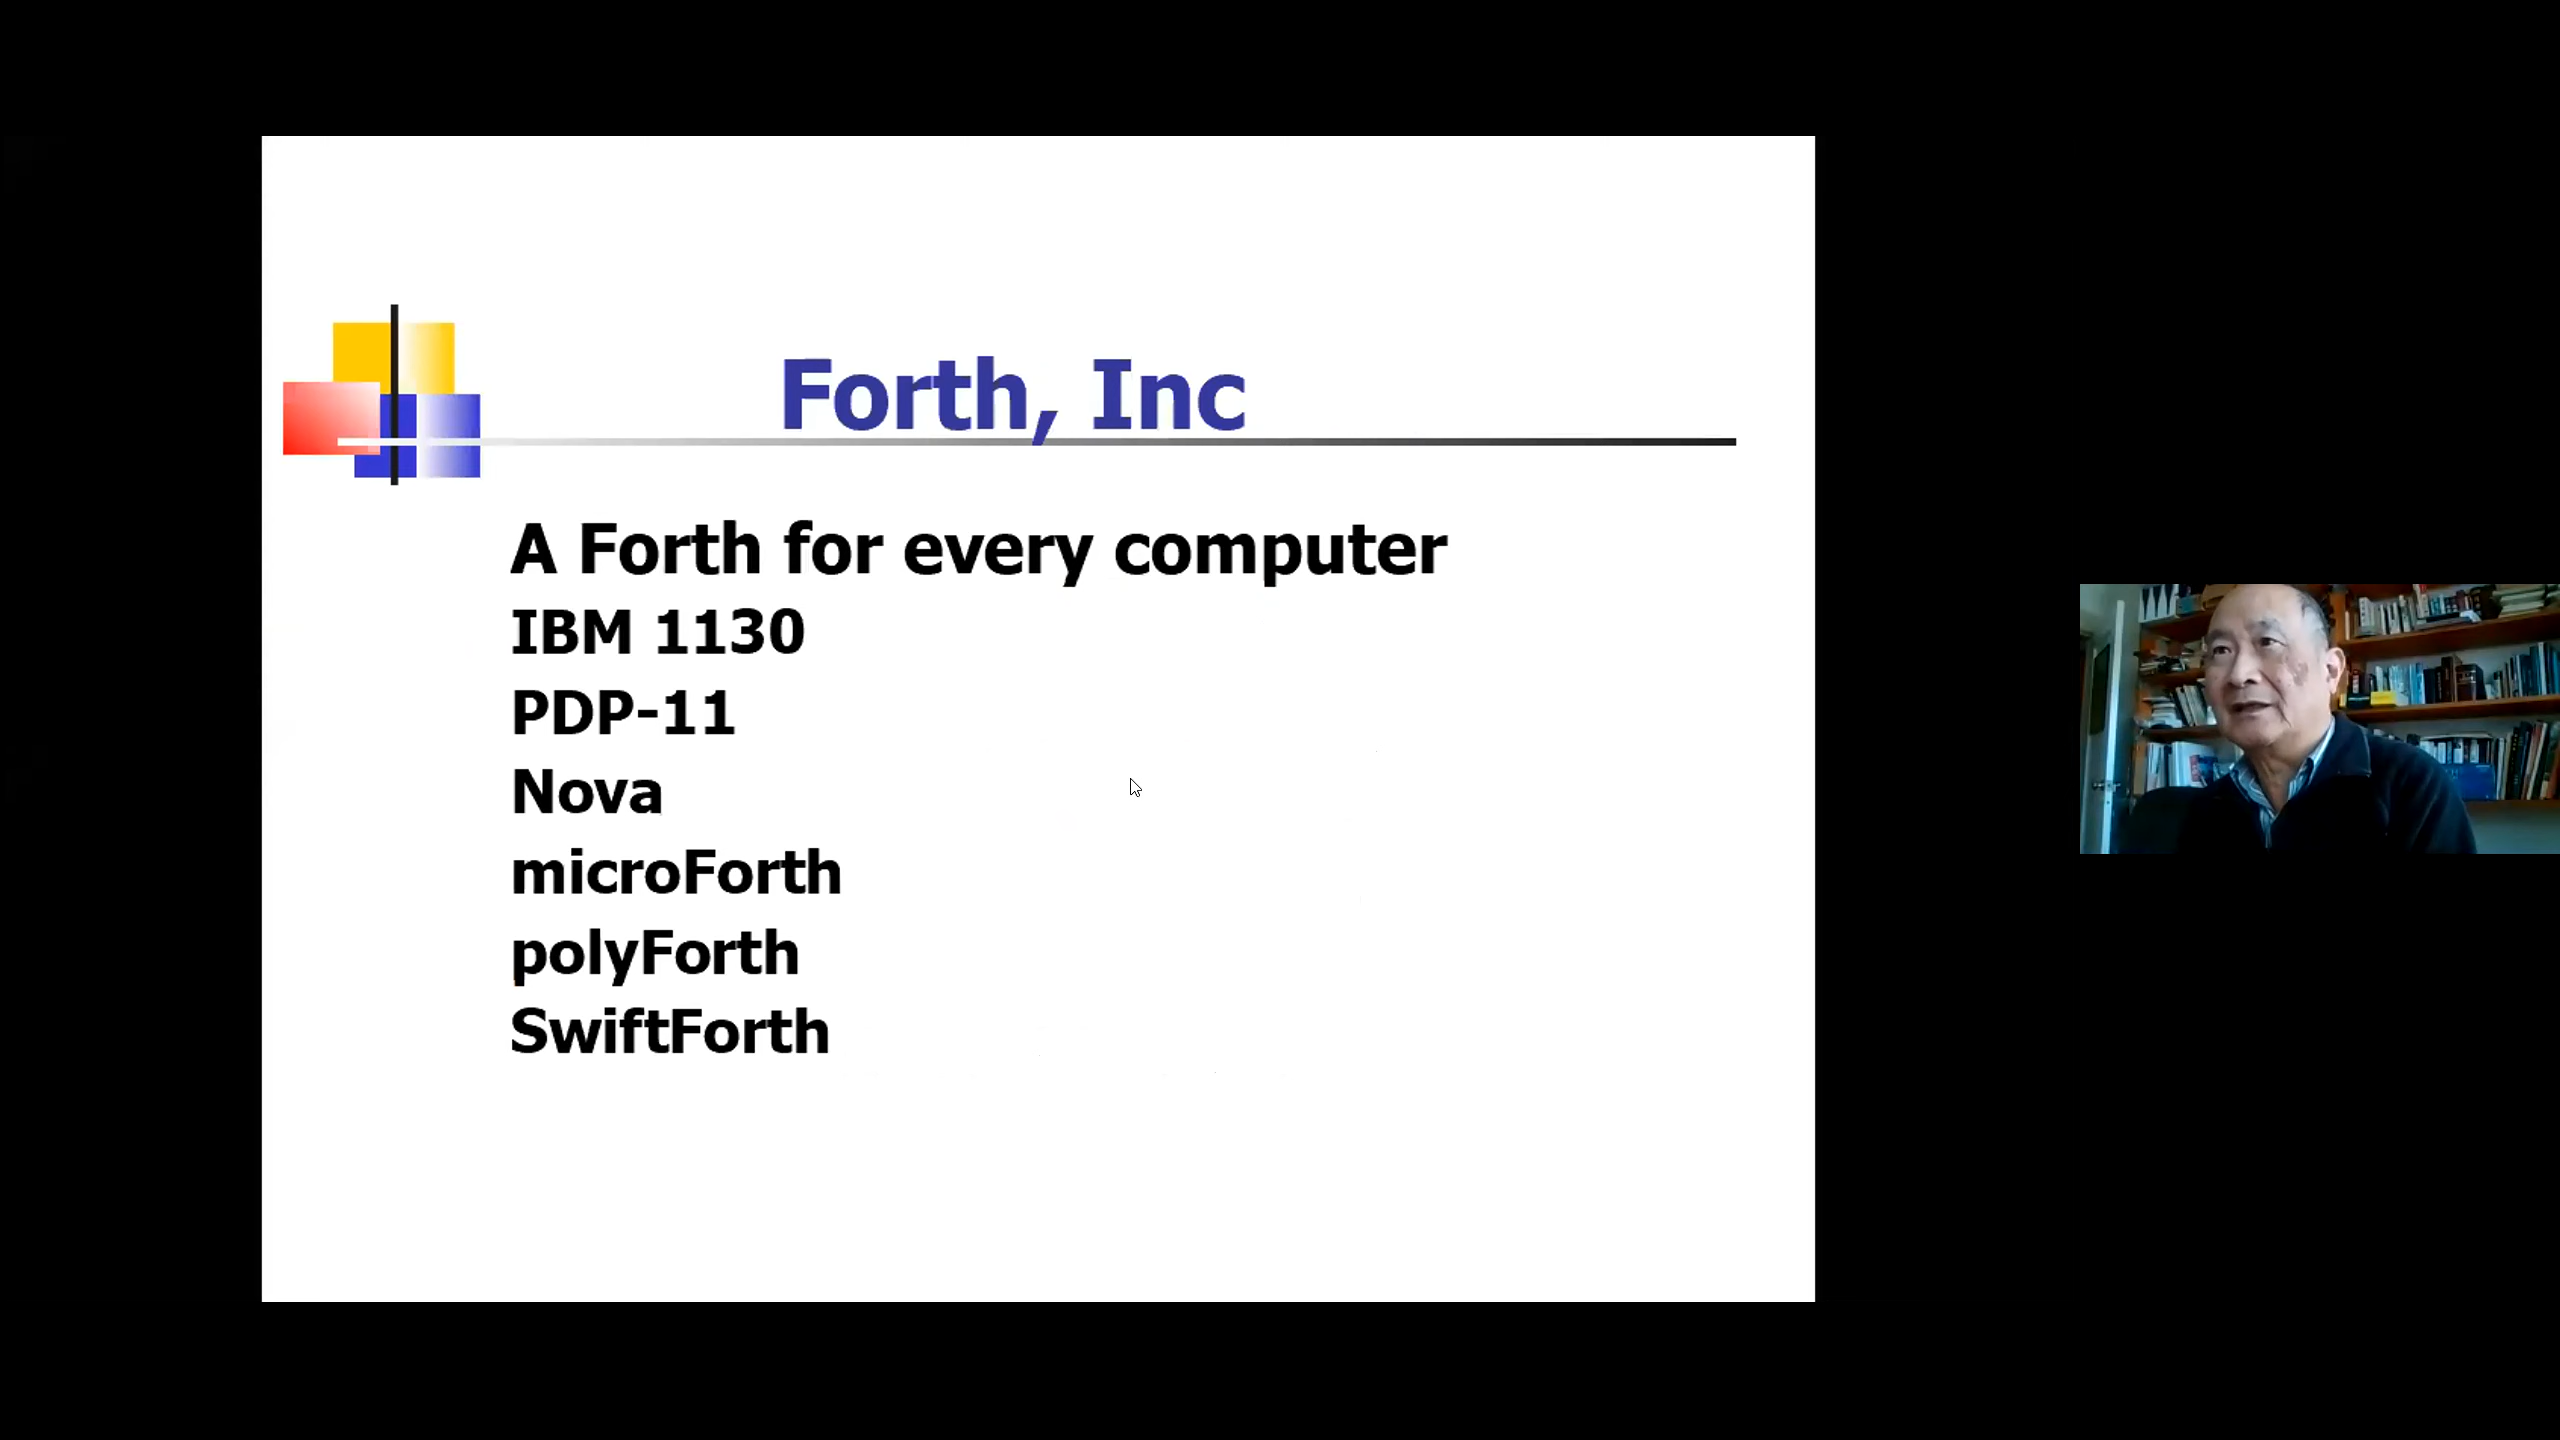 Forth, Inc
A Forth for every computer
IBM 1130
PDP-11
Nova
microForth
polyForth
SwiftForth